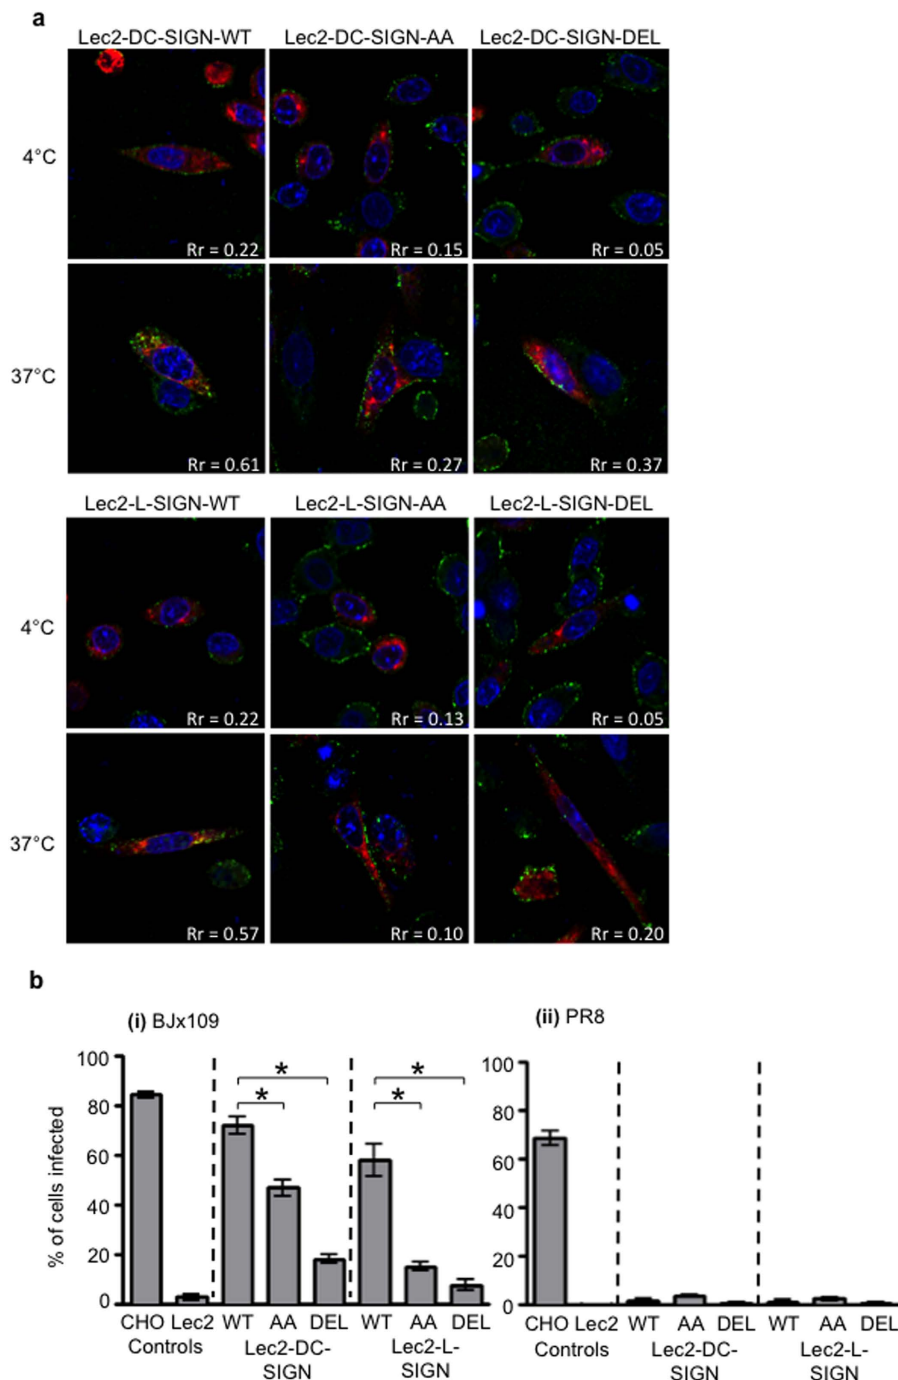 a
Lec2-DC-SIGN-WT Lec2-DC-SIGN-AA Lec2-DC-SIGN-DEL
4°C
Rr = 0.22 Rr = 0.15 Rr = 0.05
37°C
Rr = 0.61 Rr = 0.27 Rr = 0.37
Lec2-L-SIGN-WT Lec2-L-SIGN-AA Lec2-L-SIGN-DEL
4°C
Rr = 0.22 Rr = 0.13 Rr = 0.05
37°C
Rr = 0.57 Rr = 0.10 Rr = 0.20
b
(i) BJx109
% of cells infected
100
80
60
40
20
0
* *
* *
CHO Lec2 WT AA DEL WT AA DEL
Controls Lec2-DC-SIGN Lec2-L-SIGN
(ii) PR8
100
80
60
40
20
0
CHO Lec2 WT AA DEL WT AA DEL
Controls Lec2-DC-SIGN Lec2-L-SIGN